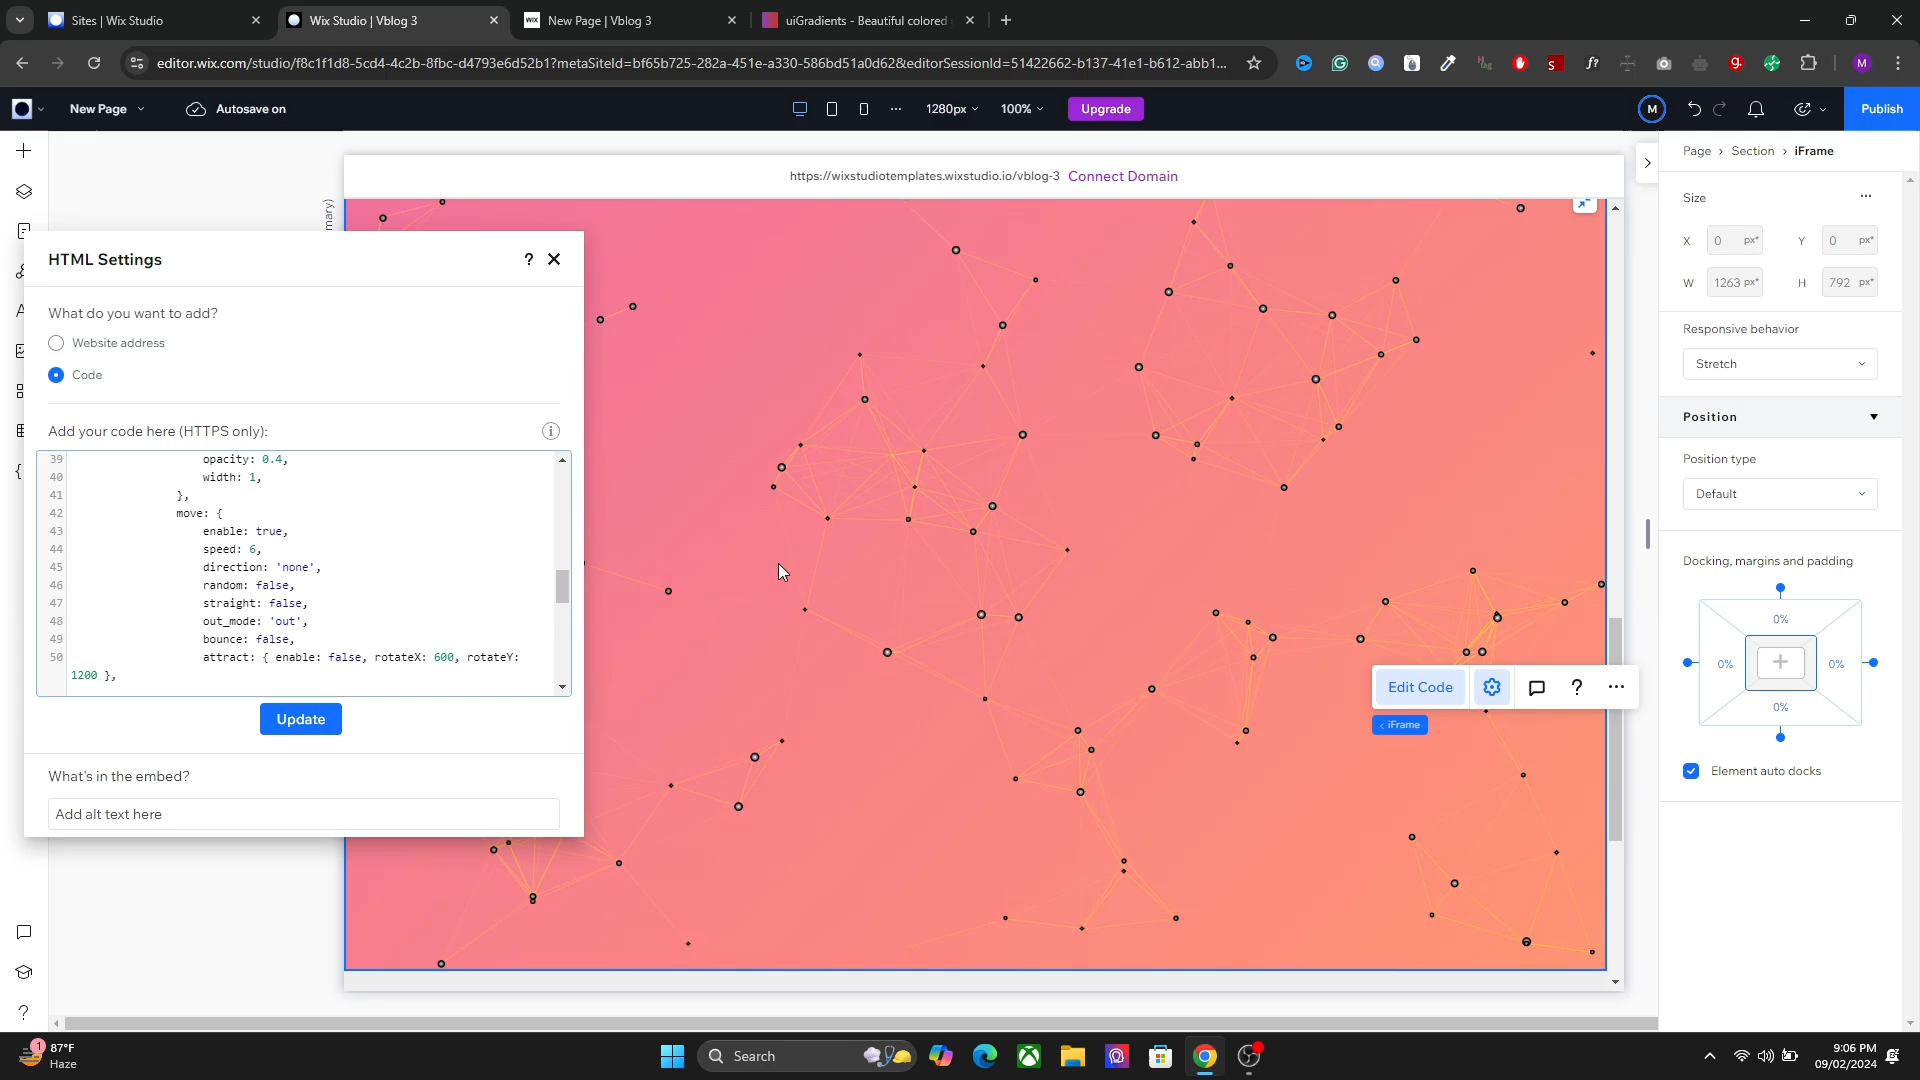 Sites | Wix Studio
Wix Studio | Vblog 3
WIX New Page | Vblog 3
uiGradients - Beautiful colored
editor.wix.com/studio/f8c1f1d8-5cd4-4c2b-8fbc-d4793e6d52b1?metaSiteId=bf65b725-282a-451e-a330-586bd51a0d62&editorSessionId=51422662-b137-41e1-b612-abb1...
New Page
Autosave on
1280px
100%
Upgrade
M
Publish
https://wixstudiotemplates.wixstudio.io/vblog-3 Connect Domain
mary)
HTML Settings
?
What do you want to add?
Website address
Code
Add your code here (HTTPS only):
39 opacity: 0.4,
40 width: 1,
41 },
42 move: {
43 enable: true,
44 speed: 6,
45 direction: 'none',
46 random: false,
47 straight: false,
48 out_mode: 'out',
49 bounce: false,
50 attract: { enable: false, rotateX: 600, rotateY:
1200 },
Update
What's in the embed?
Add alt text here
Edit Code
?
< iFrame
Page > Section > iFrame
Size
X 0 px* Y 0 px*
W 1263 px* H 792 px*
Responsive behavior
Stretch
Position
Position type
Default
Docking, margins and padding
0%
0% 0%
0%
Element auto docks
1
87°F
Haze
Search
9:06 PM
09/02/2024